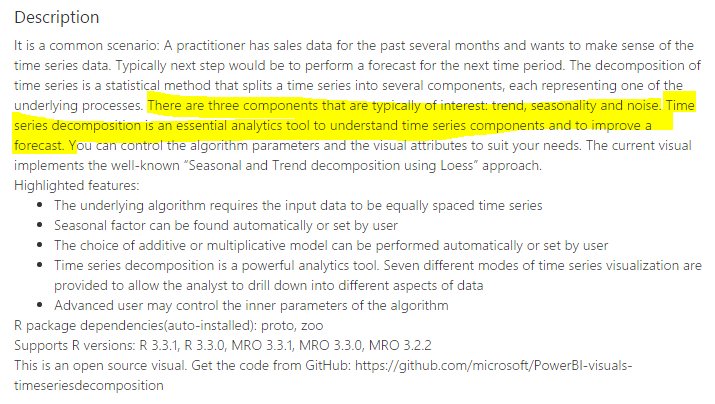 Description
It is a common scenario: A practitioner has sales data for the past several months and wants to make sense of the
time series data. Typically next step would be to perform a forecast for the next time period. The decomposition of
time series is a statistical method that splits a time series into several components, each representing one of the
underlying processes. There are three components that are typically of interest: trend, seasonality and noise. Time
series decomposition is an essential analytics tool to understand time series components and to improve a
forecast. You can control the algorithm parameters and the visual attributes to suit your needs. The current visual
implements the well-known “Seasonal and Trend decomposition using Loess” approach.
Highlighted features:
• The underlying algorithm requires the input data to be equally spaced time series
• Seasonal factor can be found automatically or set by user
• The choice of additive or multiplicative model can be performed automatically or set by user
• Time series decomposition is a powerful analytics tool. Seven different modes of time series visualization are
provided to allow the analyst to drill down into different aspects of data
• Advanced user may control the inner parameters of the algorithm
R package dependencies(auto-installed): proto, zoo
Supports R versions: R 3.3.1, R 3.3.0, MRO 3.3.1, MRO 3.3.0, MRO 3.2.2
This is an open source visual. Get the code from GitHub: https://github.com/microsoft/PowerBI-visuals-
timeseriesdecomposition